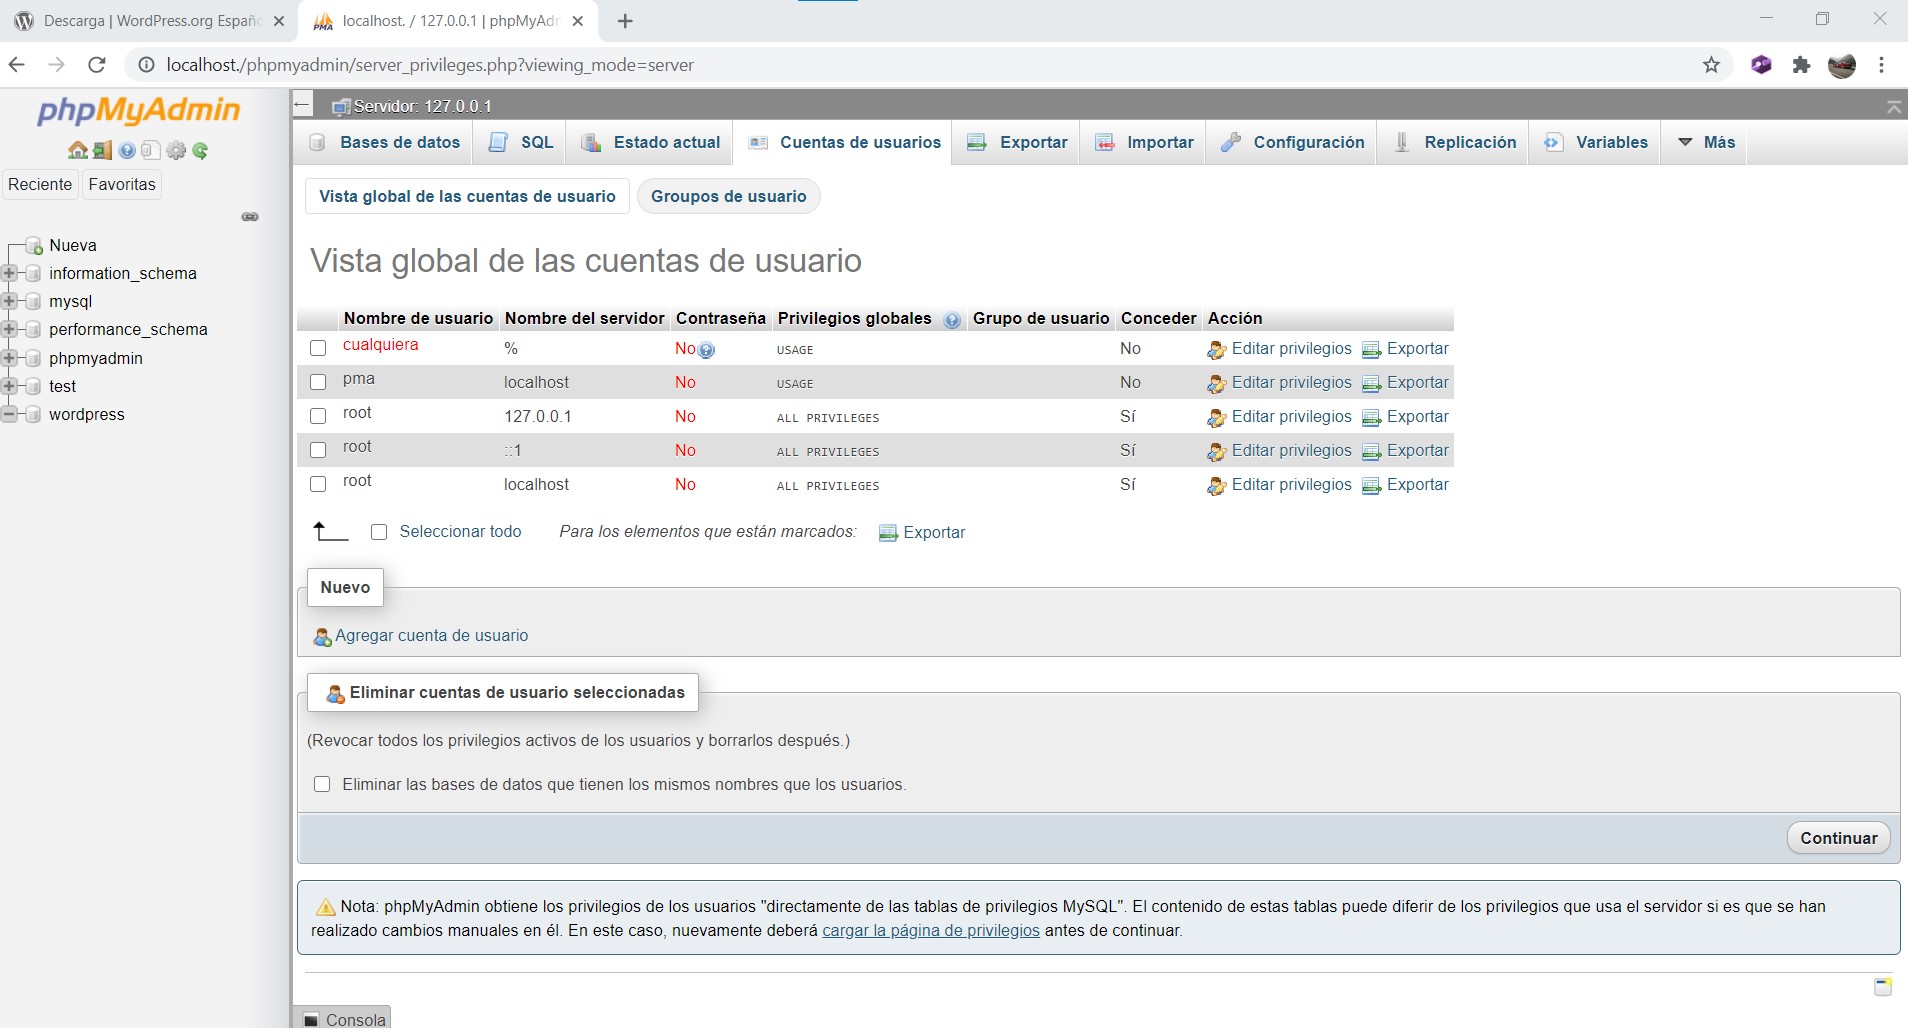 Descarga | WordPress.org Españo
localhost. / 127.0.0.1 | phpMyAdm
localhost./phpmyadmin/server_privileges.php?viewing_mode=server
phpMyAdmin
Reciente
Favoritas
Nueva
information_schema
mysql
performance_schema
phpmyadmin
test
wordpress
Servidor: 127.0.0.1
Bases de datos
SQL
Estado actual
Cuentas de usuarios
Exportar
Importar
Configuración
Replicación
Variables
Más
Vista global de las cuentas de usuario
Groupos de usuario
Vista global de las cuentas de usuario
Nombre de usuario Nombre del servidor Contraseña Privilegios globales Grupo de usuario Conceder Acción
cualquiera % No USAGE No Editar privilegios Exportar
pma localhost No USAGE No Editar privilegios Exportar
root 127.0.0.1 No ALL PRIVILEGES Sí Editar privilegios Exportar
root ::1 No ALL PRIVILEGES Sí Editar privilegios Exportar
root localhost No ALL PRIVILEGES Sí Editar privilegios Exportar
Seleccionar todo Para los elementos que están marcados: Exportar
Nuevo
Agregar cuenta de usuario
Eliminar cuentas de usuario seleccionadas
(Revocar todos los privilegios activos de los usuarios y borrarlos después.)
Eliminar las bases de datos que tienen los mismos nombres que los usuarios.
Continuar
Nota: phpMyAdmin obtiene los privilegios de los usuarios "directamente de las tablas de privilegios MySQL". El contenido de estas tablas puede diferir de los privilegios que usa el servidor si es que se han
realizado cambios manuales en él. En este caso, nuevamente deberá cargar la página de privilegios antes de continuar.
Consola